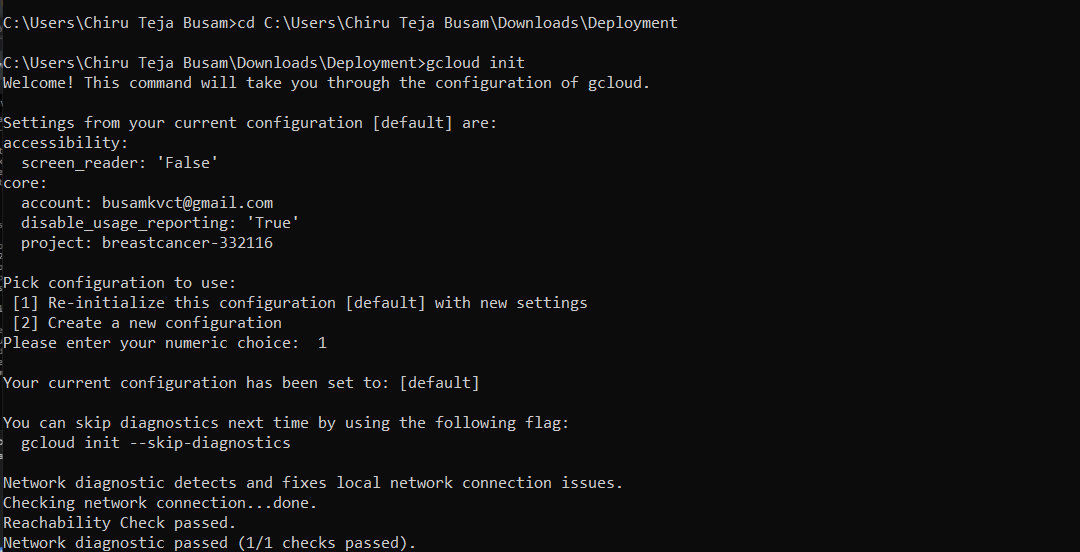 C:\Users\Chiru Teja Busam>cd C:\Users\Chiru Teja Busam\Downloads\Deployment
C:\Users\Chiru Teja Busam\Downloads\Deployment>gcloud init
Welcome! This command will take you through the configuration of gcloud.
Settings from your current configuration [default] are:
accessibility:
  screen_reader: 'False'
core:
  account: busamkvct@gmail.com
  disable_usage_reporting: 'True'
  project: breastcancer-332116
Pick configuration to use:
 [1] Re-initialize this configuration [default] with new settings
 [2] Create a new configuration
Please enter your numeric choice:  1
Your current configuration has been set to: [default]
You can skip diagnostics next time by using the following flag:
  gcloud init --skip-diagnostics
Network diagnostic detects and fixes local network connection issues.
Checking network connection...done.
Reachability Check passed.
Network diagnostic passed (1/1 checks passed).